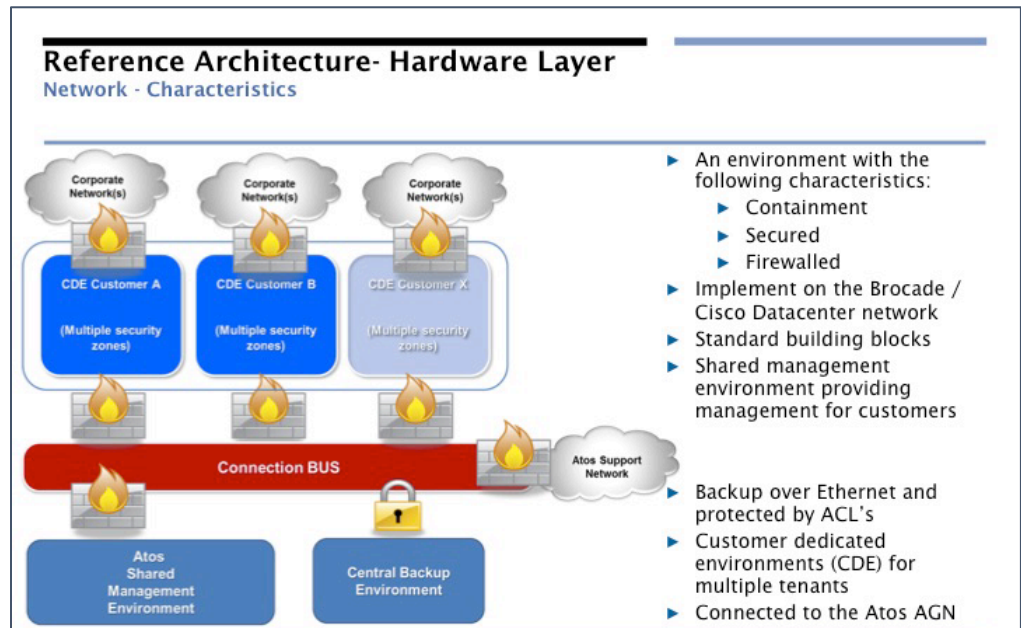 Reference Architecture- Hardware Layer
Network - Characteristics
Corporate
Network(s)
Corporate
Network(s)
Corporate
Network(s)
CDE Customer A
(Multiple security
zones)
CDE Customer B
(Multiple security
zones)
CDE Customer X
(Multiple security
zones)
Connection BUS
Atos Support
Network
Atos
Shared
Management
Environment
Central Backup
Environment
An environment with the
following characteristics:
Containment
Secured
Firewalled
Implement on the Brocade /
Cisco Datacenter network
Standard building blocks
Shared management
environment providing
management for customers
Backup over Ethernet and
protected by ACL's
Customer dedicated
environments (CDE) for
multiple tenants
Connected to the Atos AGN